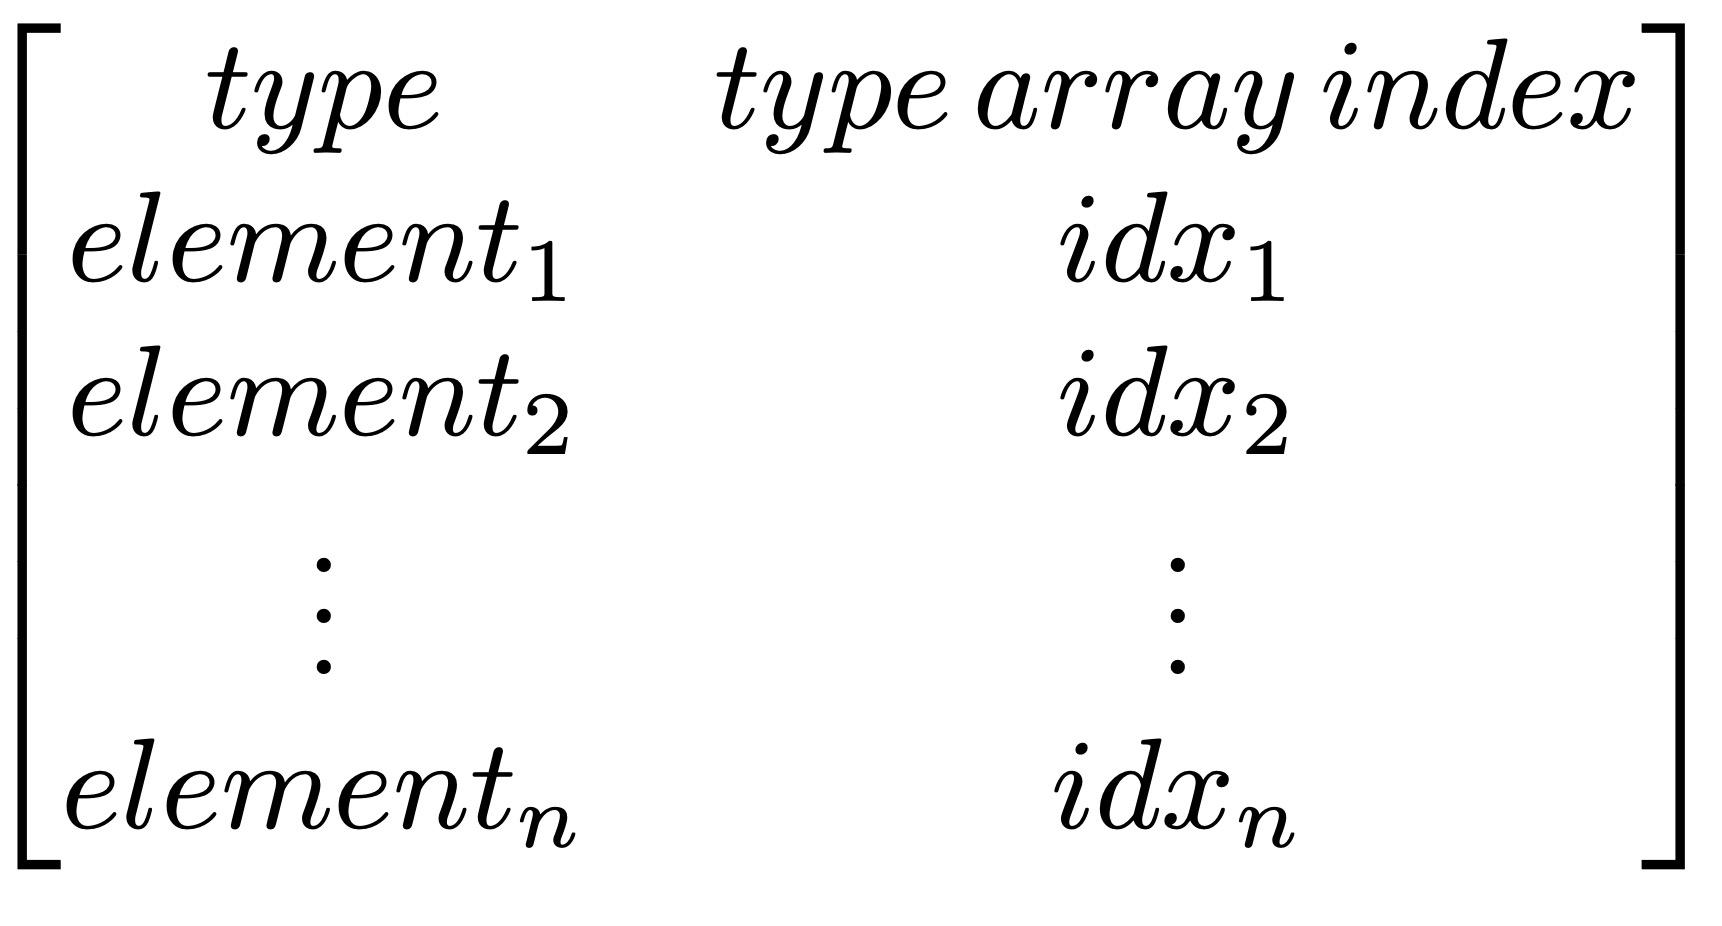 type type array index
element₁ idx₁
element₂ idx₂
⋮ ⋮
elementₙ idxₙ